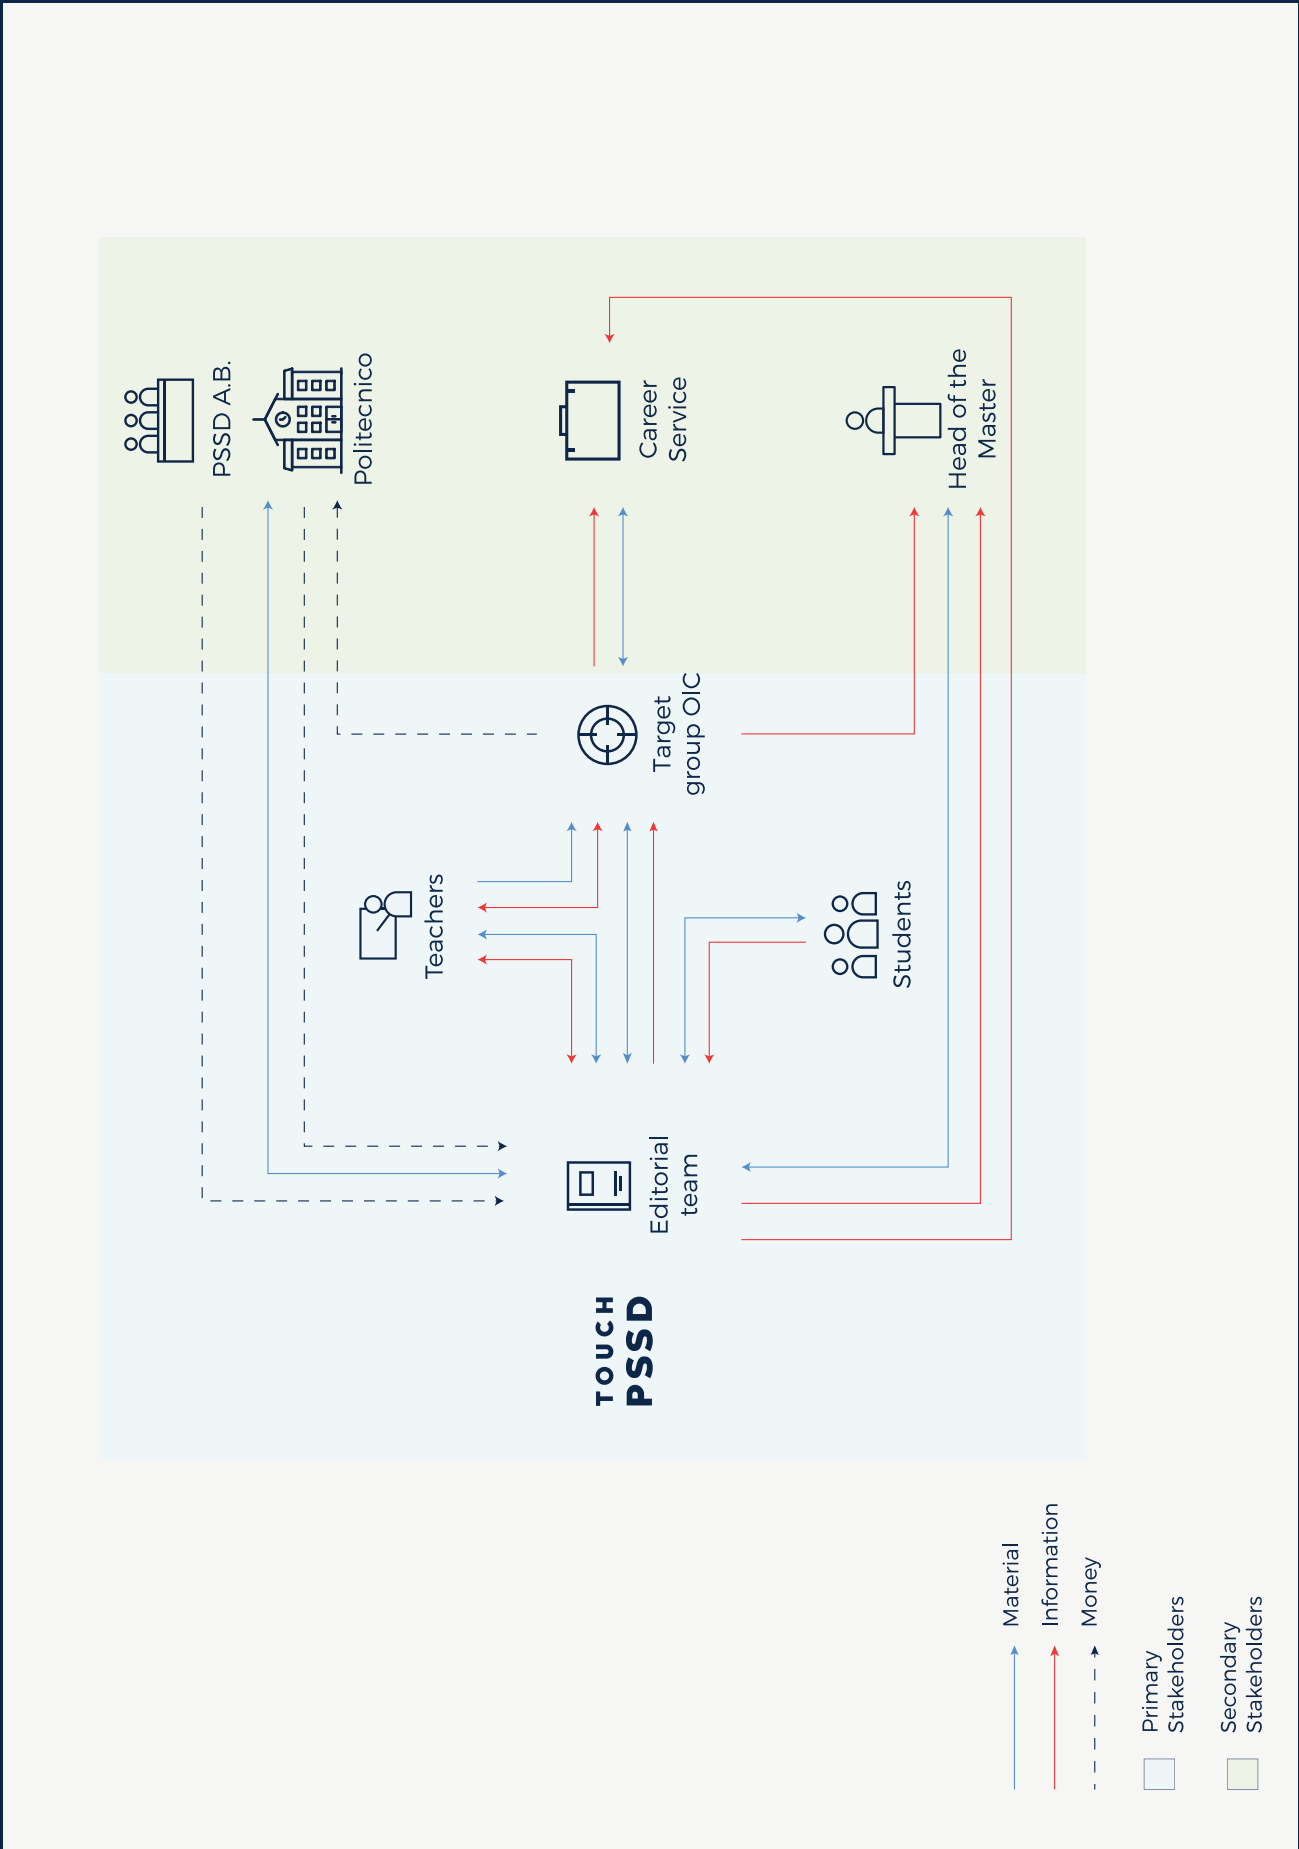 TOUCH
PSSD
Editorial
team
Teachers
Students
Target
group OIC
PSSD A.B.
Politecnico
Career
Service
Head of the
Master
Material
Information
Money
Primary
Stakeholders
Secondary
Stakeholders